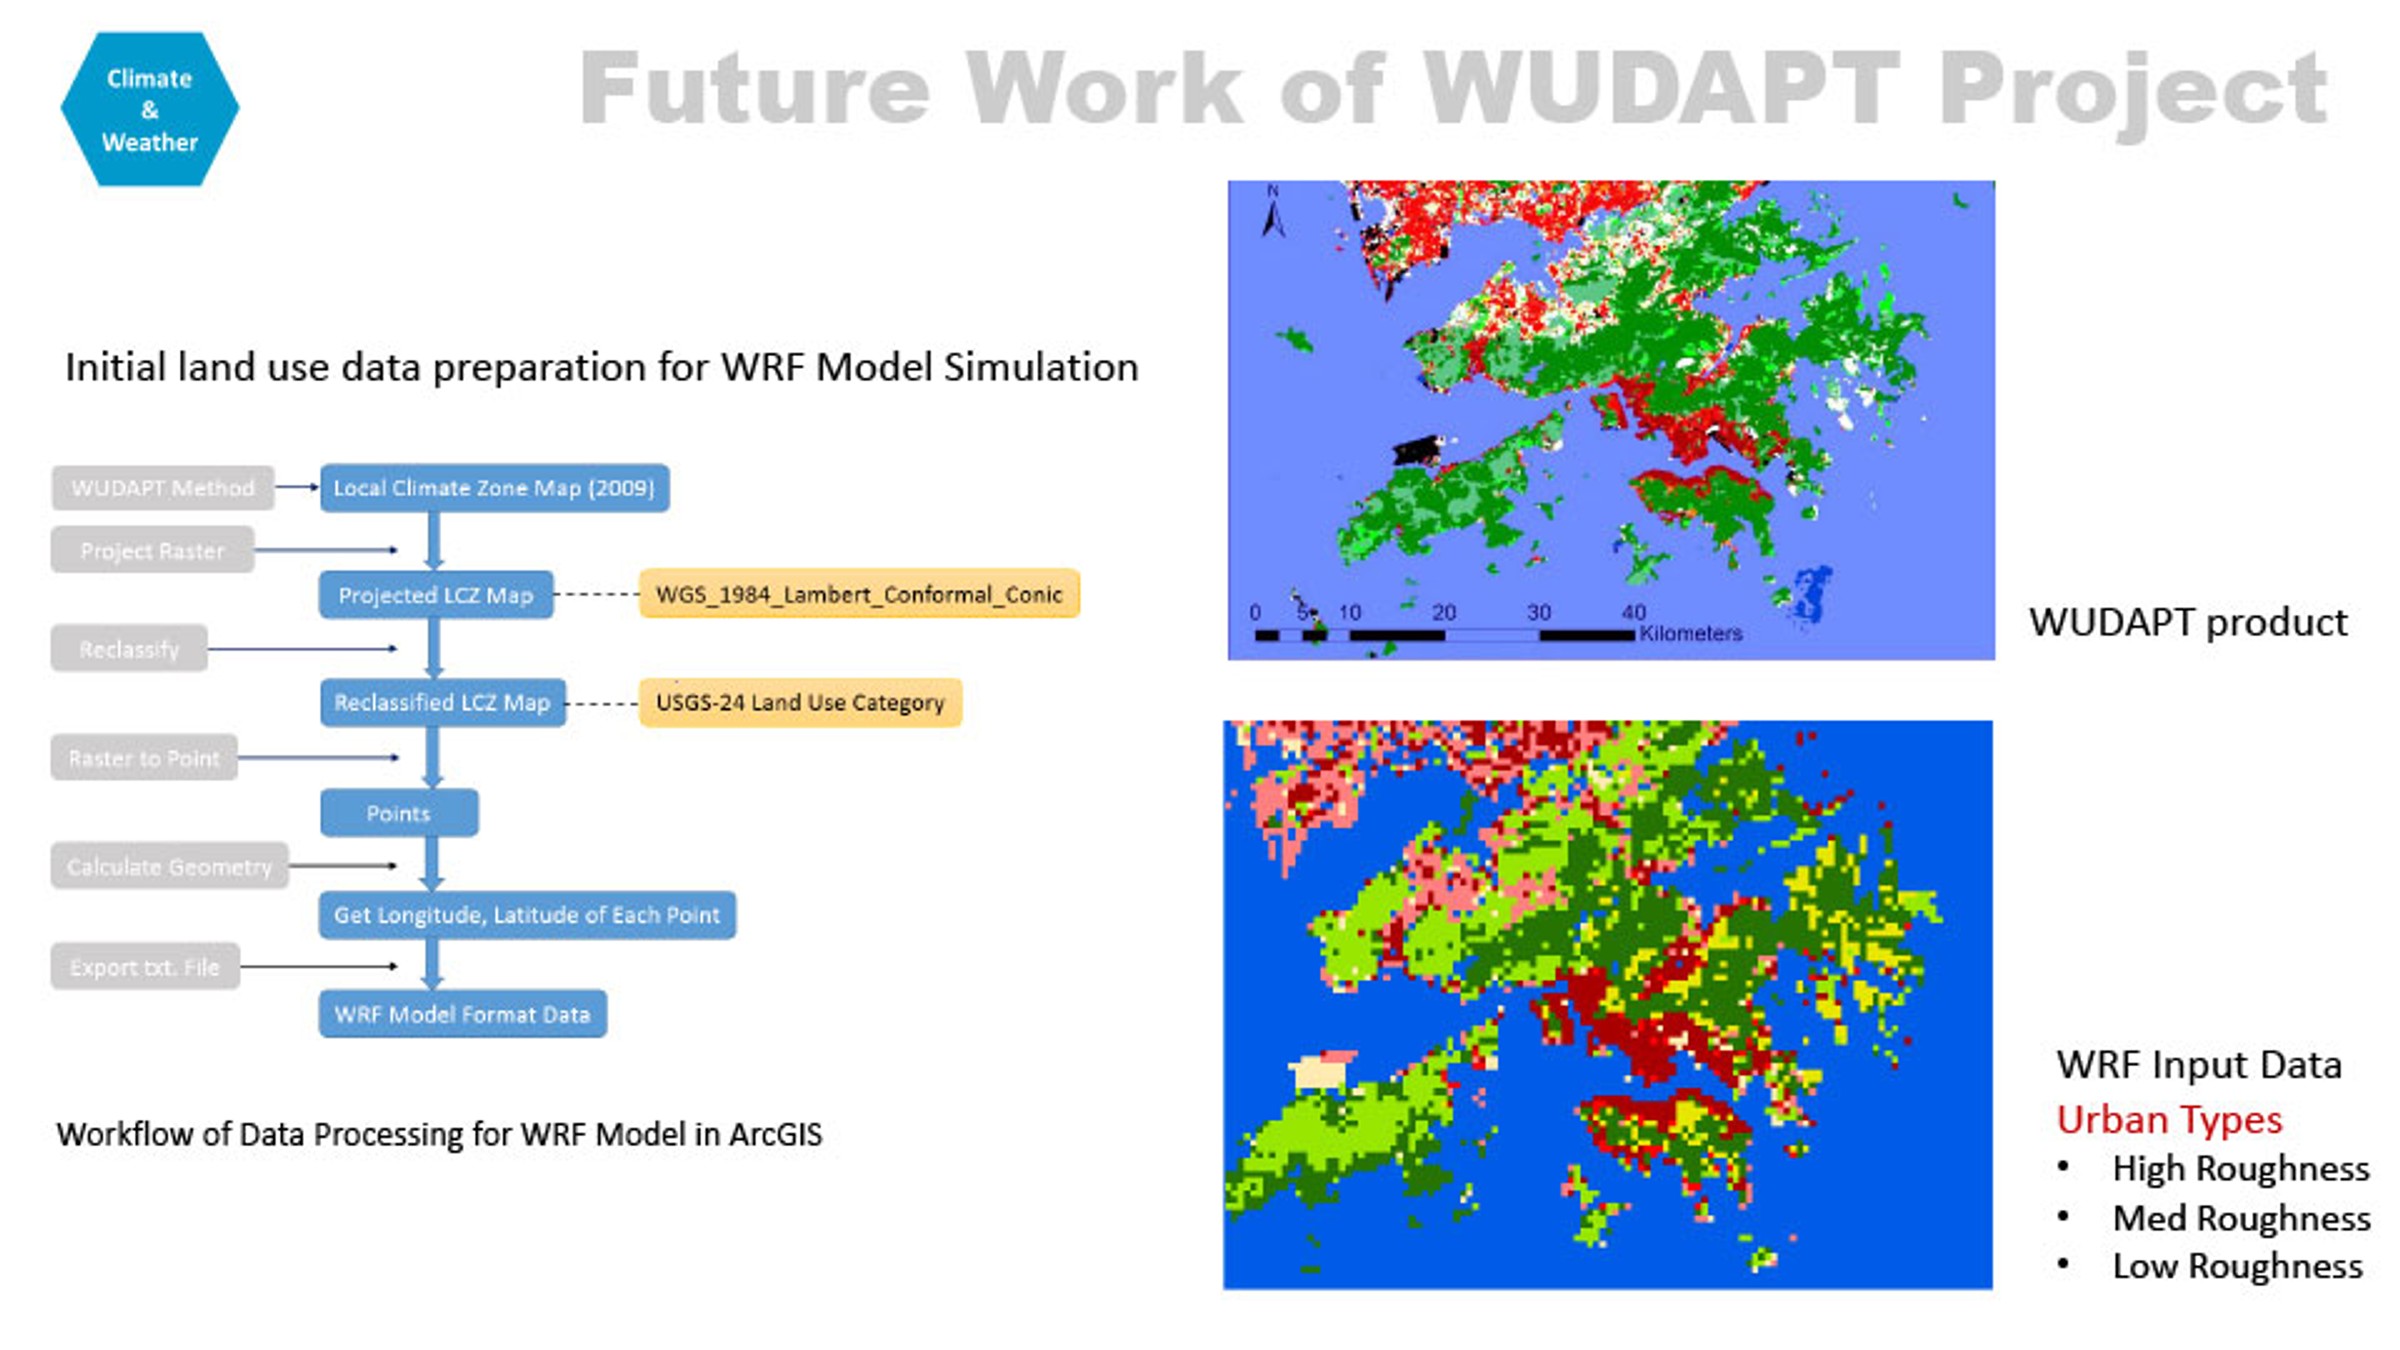 Climate
&
Weather
Future Work of WUDAPT Project
Initial land use data preparation for WRF Model Simulation
WUDAPT Method
Local Climate Zone Map (2009)
Project Raster
Projected LCZ Map
WGS_1984_Lambert_Conformal_Conic
Reclassify
Reclassified LCZ Map
USGS-24 Land Use Category
Raster to Point
Points
Calculate Geometry
Get Longitude, Latitude of Each Point
Export txt. File
WRF Model Format Data
Workflow of Data Processing for WRF Model in ArcGIS
N
0 5 10 20 30 40
Kilometers
WUDAPT product
WRF Input Data
Urban Types
• High Roughness
• Med Roughness
• Low Roughness